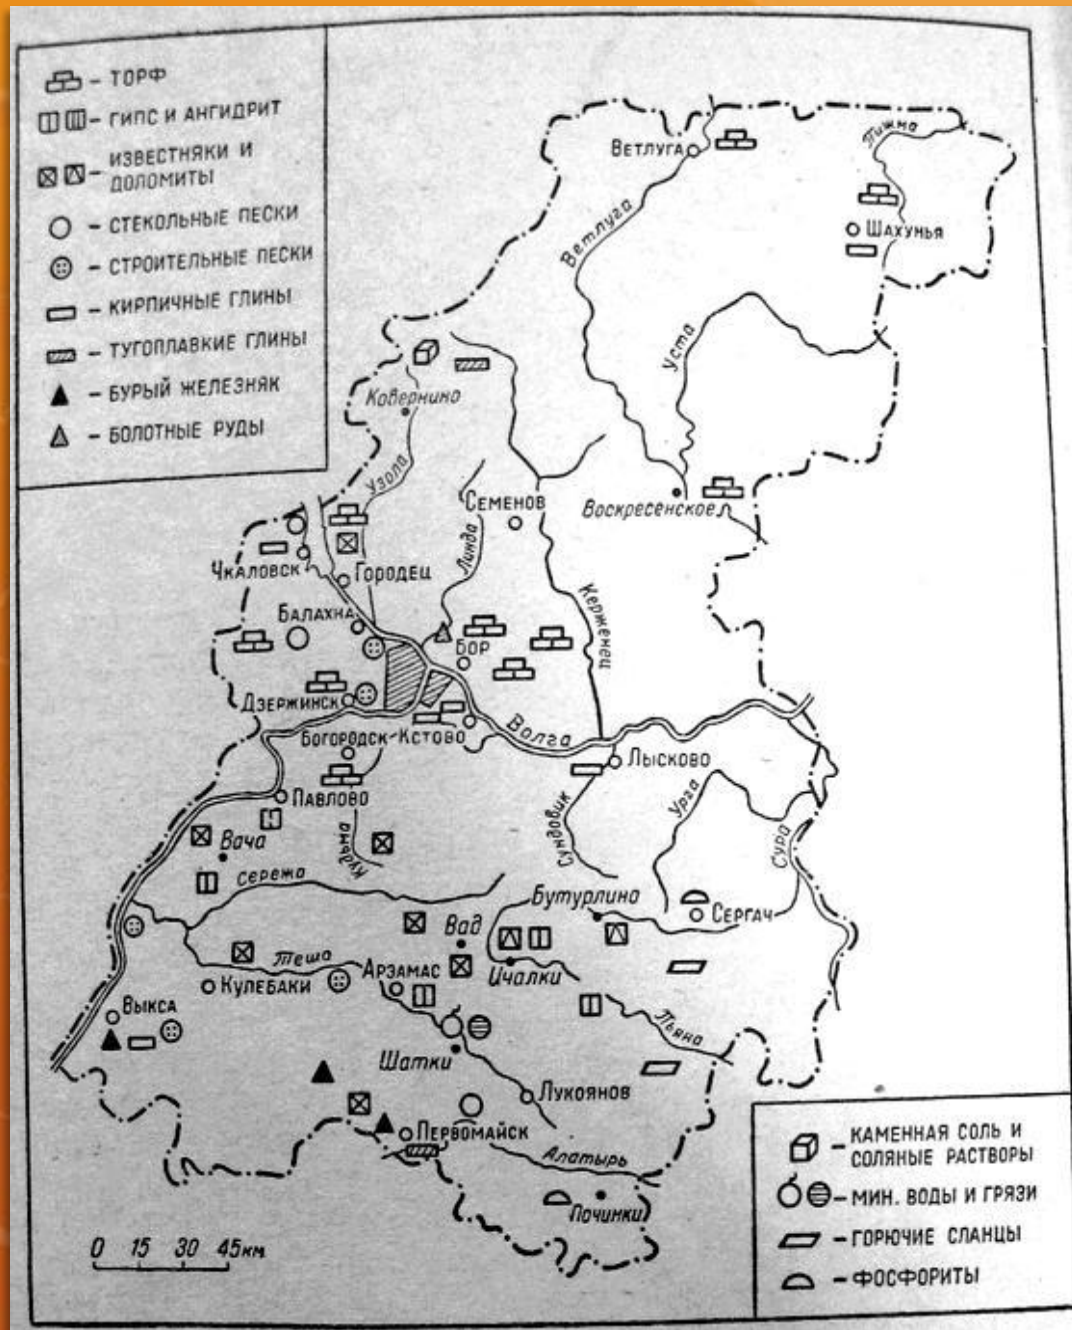 – ТОРФ
– ГИПС И АНГИДРИТ
– ИЗВЕСТНЯКИ И
ДОЛОМИТЫ
– СТЕКОЛЬНЫЕ ПЕСКИ
– СТРОИТЕЛЬНЫЕ ПЕСКИ
– КИРПИЧНЫЕ ГЛИНЫ
– ТУГОПЛАВКИЕ ГЛИНЫ
– БУРЫЙ ЖЕЛЕЗНЯК
– БОЛОТНЫЕ РУДЫ
ВЕТЛУГА
Пижма
Ветлуга
ШАХУНЬЯ
Уста
Ковернино
Узола
СЕМЕНОВ
Воскресенское
Линда
ЧКАЛОВСК
ГОРОДЕЦ
Керженец
БАЛАХНА
БОР
ДЗЕРЖИНСК
БОГОРОДСК
КСТОВО
Волга
ЛЫСКОВО
ПАВЛОВО
Сундовик
Урга
Сура
Вача
Кудьма
Сережа
Бутурлино
СЕРГАЧ
Вад
Теша
АРЗАМАС
Ичалки
КУЛЕБАКИ
ВЫКСА
Пьяна
Шатки
ЛУКОЯНОВ
ПЕРВОМАЙСК
Алатырь
Починки
0 15 30 45км
– КАМЕННАЯ СОЛЬ И
СОЛЯНЫЕ РАСТВОРЫ
– МИН. ВОДЫ И ГРЯЗИ
– ГОРЮЧИЕ СЛАНЦЫ
– ФОСФОРИТЫ